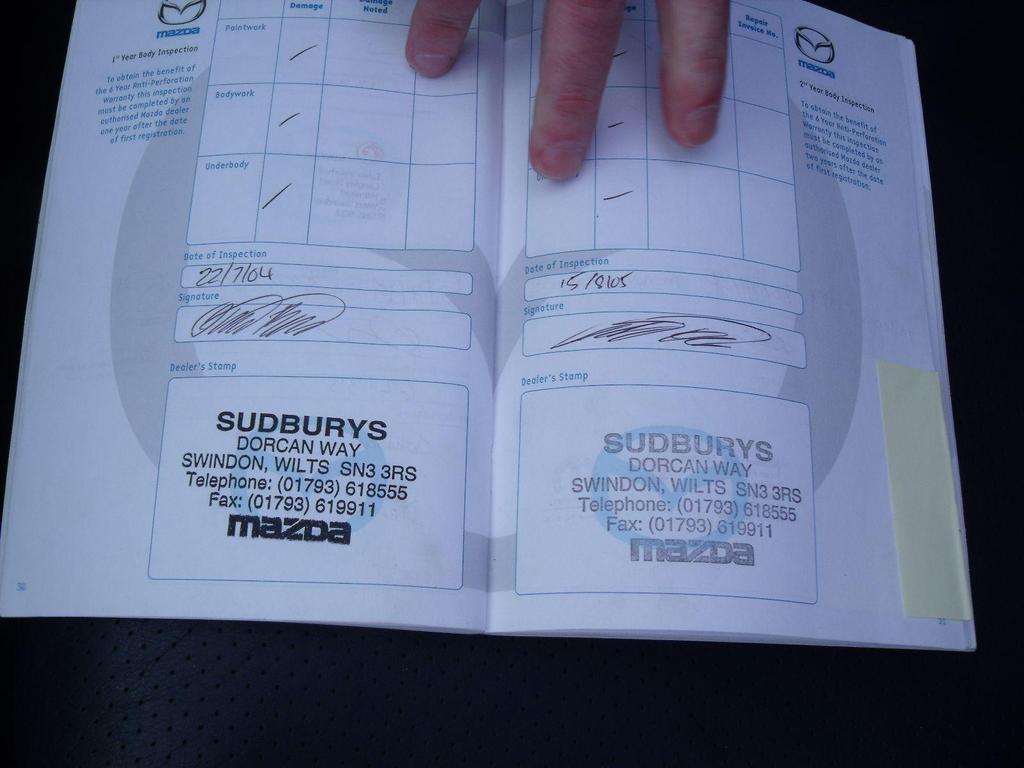 mazda
1st Year Body Inspection
To obtain the benefit of
the 6 Year Anti-Perforation
Warranty this inspection
must be completed by an
authorised Mazda dealer
one year after the date
of first registration.
Damage
Damage
Noted
Paintwork
Bodywork
Underbody
Date of Inspection
22/7/04
Signature
Dealer's Stamp
SUDBURYS
DORCAN WAY
SWINDON, WILTS SN3 3RS
Telephone: (01793) 618555
Fax: (01793) 619911
mazda
30
Repair
Invoice No.
mazda
2nd Year Body Inspection
To obtain the benefit of
the 6 Year Anti-Perforation
Warranty this inspection
must be completed by an
authorised Mazda dealer
two years after the date
of first registration.
Date of Inspection
15/8/05
Signature
Dealer's Stamp
SUDBURYS
DORCAN WAY
SWINDON, WILTS SN3 3RS
Telephone: (01793) 618555
Fax: (01793) 619911
mazda
31